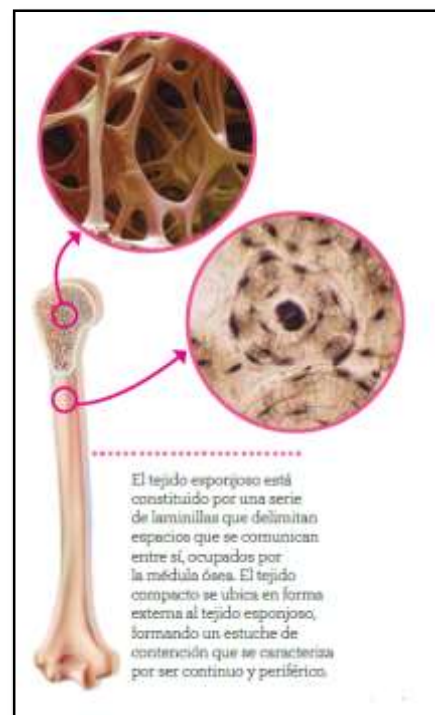 El tejido esponjoso está
constituido por una serie
de laminillas que delimitan
espacios que se comunican
entre sí, ocupados por
la médula ósea. El tejido
compacto se ubica en forma
externa al tejido esponjoso,
formando un estuche de
contención que se caracteriza
por ser continuo y periférico.